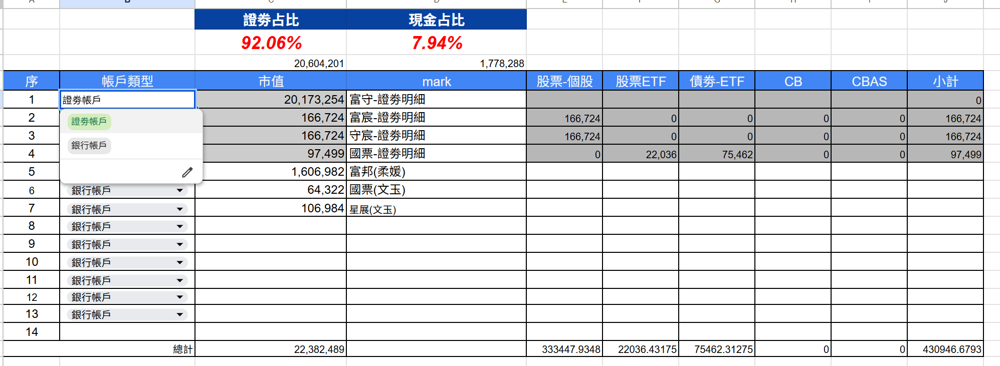 A B C D E F G H I J
證券占比 現金占比
92.06% 7.94%
20,604,201 1,778,288
序 帳戶類型 市值 mark 股票-個股 股票ETF 債券-ETF CB CBAS 小計
1 證券帳戶 20,173,254 富守-證券明細 0
2 證券帳戶 166,724 富宸-證券明細 166,724 0 0 0 0 166,724
3 銀行帳戶 166,724 守宸-證券明細 166,724 0 0 0 0 166,724
4 97,499 國票-證券明細 0 22,036 75,462 0 0 97,499
5 1,606,982 富邦(柔媛)
6 銀行帳戶 64,322 國票(文玉)
7 銀行帳戶 106,984 星展(文玉)
8 銀行帳戶
9 銀行帳戶
10 銀行帳戶
11 銀行帳戶
12 銀行帳戶
13 銀行帳戶
14
總計 22,382,489 333447.9348 22036.43175 75462.31275 0 0 430946.6793